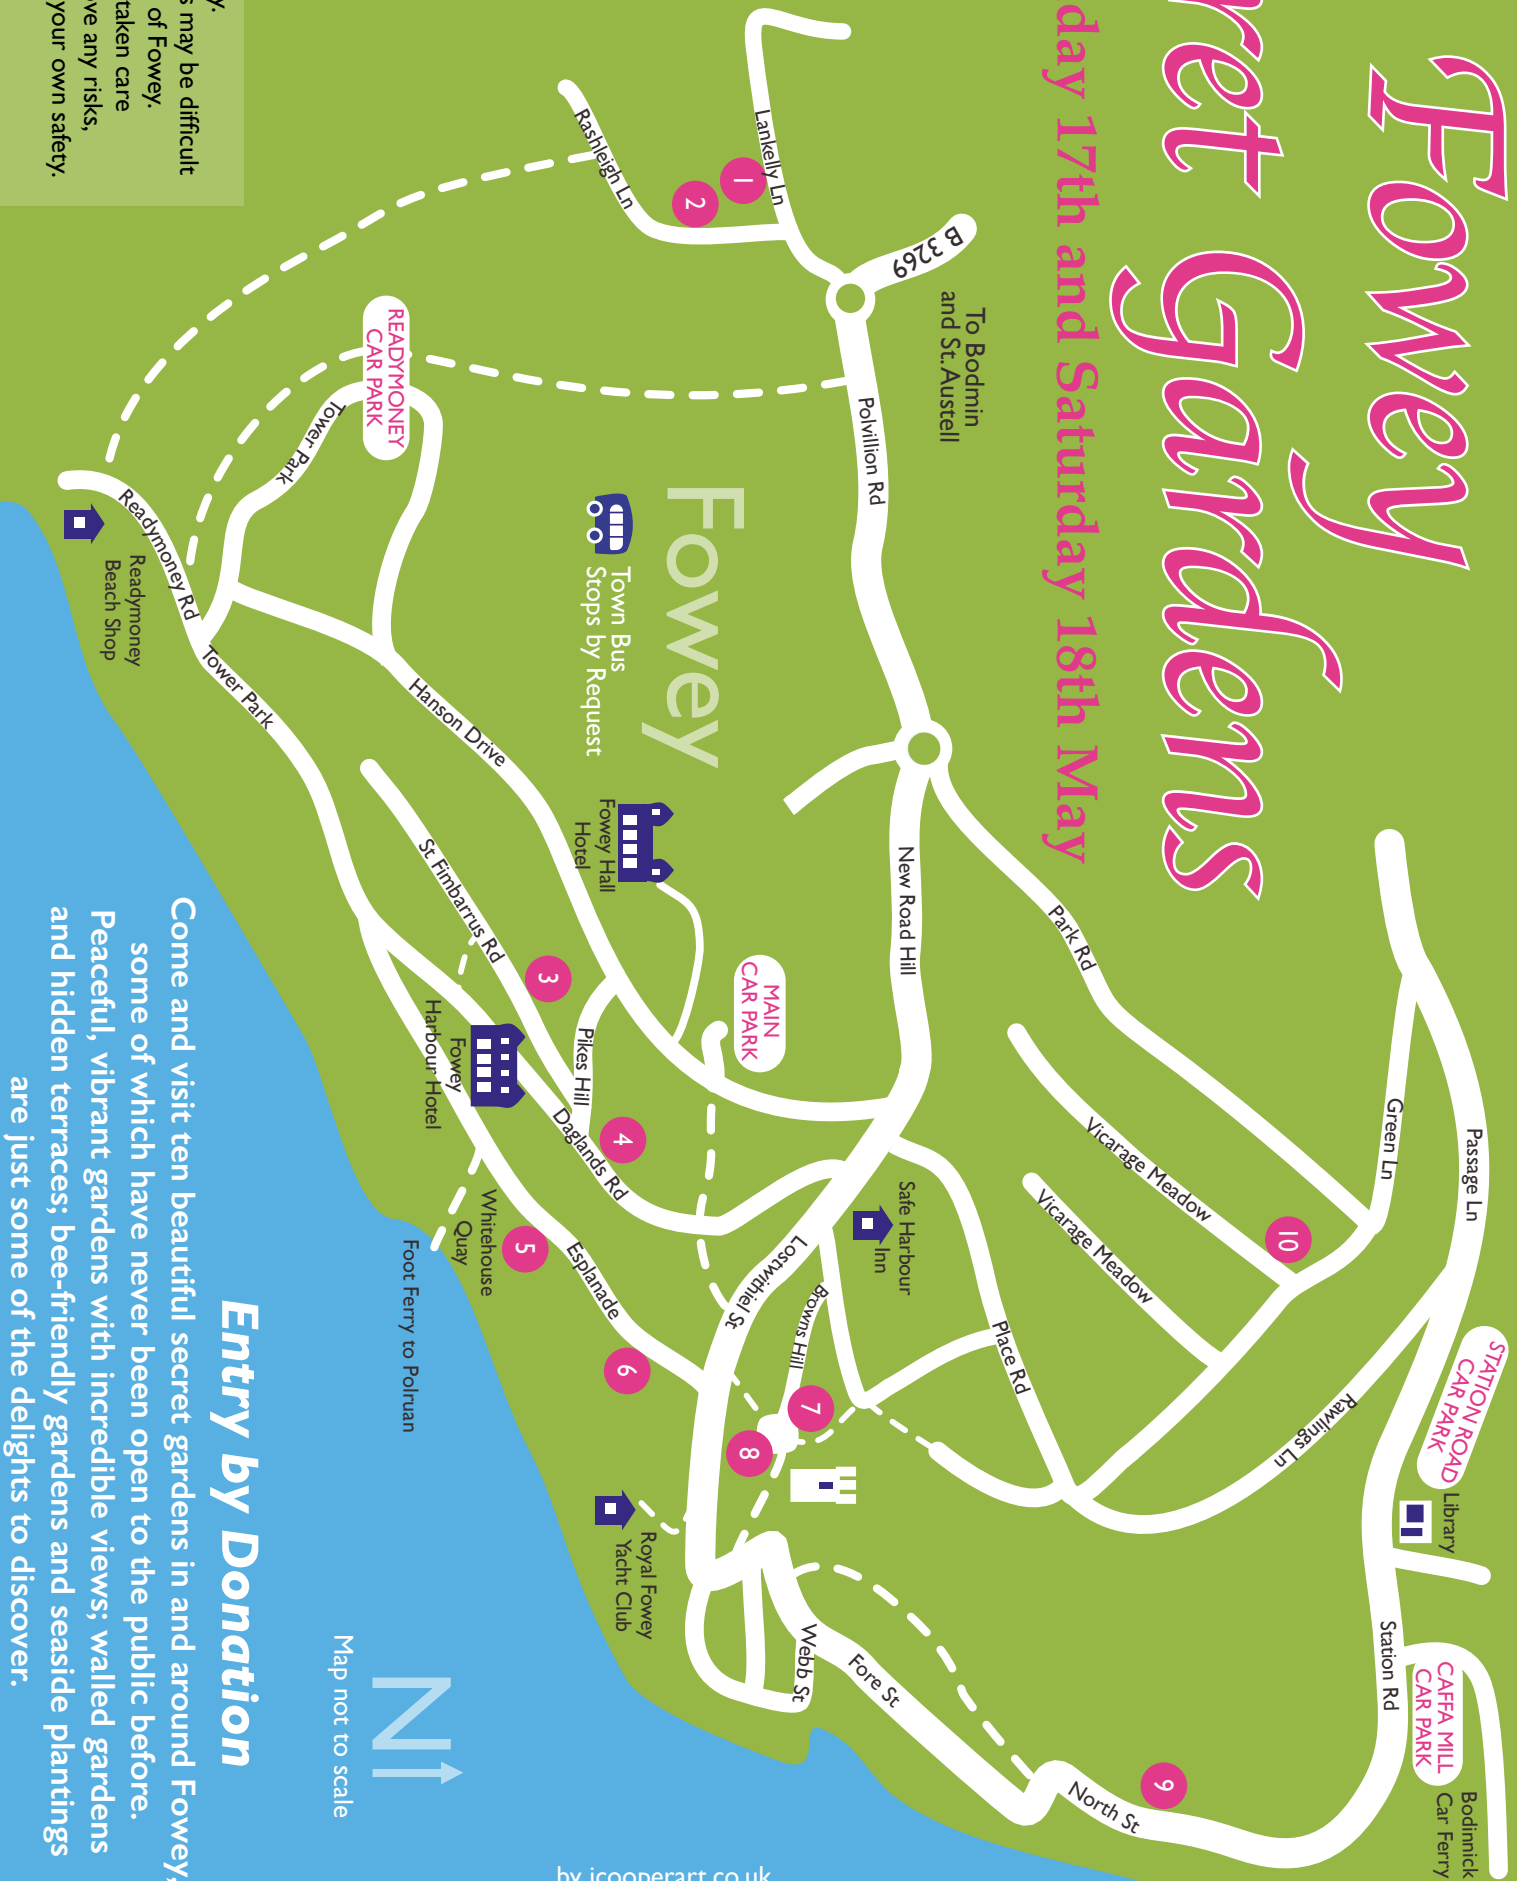 Fowey
ret Gardens
day 17th and Saturday 18th May
y.
s may be difficult
of Fowey.
taken care
ve any risks,
your own safety.
Lankelly Ln
Rashleigh Ln
1
2
B 3269
To Bodmin
and St. Austell
Polvillion Rd
READYMONEY
CAR PARK
Tower Park
Readymoney Rd
Readymoney
Beach Shop
Tower Park
Hanson Drive
Fowey
Town Bus
Stops by Request
Fowey Hall
Hotel
St Fimbarrus Rd
3
MAIN
CAR PARK
New Road Hill
Park Rd
Pikes Hill
Fowey
Harbour Hotel
4
Daglands Rd
Whitehouse
Quay
5
Esplanade
Foot Ferry to Polruan
6
Safe Harbour
Inn
Lostwithiel St
Browns Hill
7
8
Place Rd
Vicarage Meadow
Vicarage Meadow
10
Green Ln
Passage Ln
Rawlings Ln
STATION ROAD
CAR PARK
Library
Station Rd
CAFFA MILL
CAR PARK
Bodinnick
Car Ferry
9
North St
Fore St
Webb St
Royal Fowey
Yacht Club
N
Map not to scale
Entry by Donation
Come and visit ten beautiful secret gardens in and around Fowey,
some of which have never been open to the public before.
Peaceful, vibrant gardens with incredible views; walled gardens
and hidden terraces; bee-friendly gardens and seaside plantings
are just some of the delights to discover.
by jcooperart.co.uk